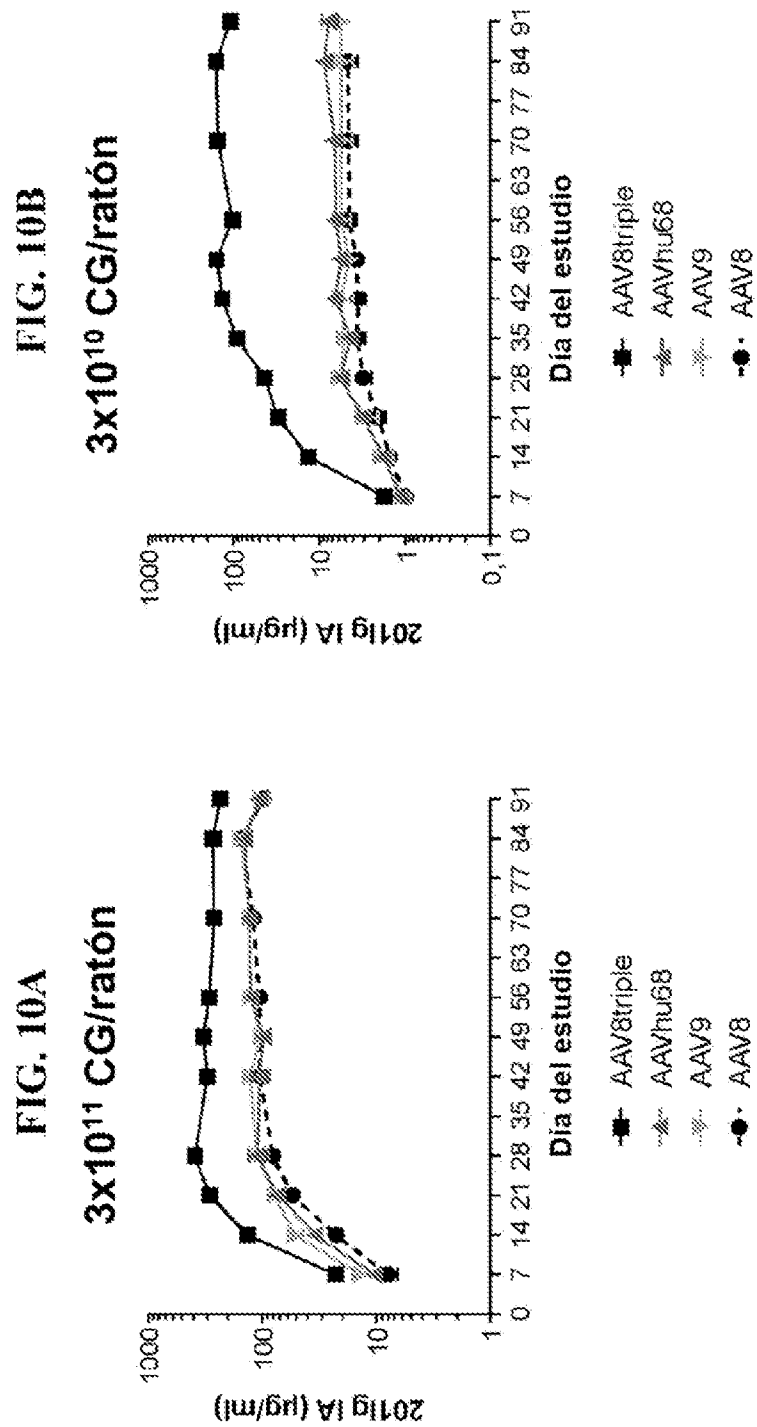 FIG. 10A
3x10¹¹ CG/ratón
201Ig IA (µg/ml)
1000
100
10
1
0 7 14 21 28 35 42 49 56 63 70 77 84 91
Día del estudio
AAV8triple
AAVhu68
AAV9
AAV8
FIG. 10B
3x10¹⁰ CG/ratón
201Ig IA (µg/ml)
1000
100
10
1
0,1
0 7 14 21 28 35 42 49 56 63 70 77 84 91
Día del estudio
AAV8triple
AAVhu68
AAV9
AAV8